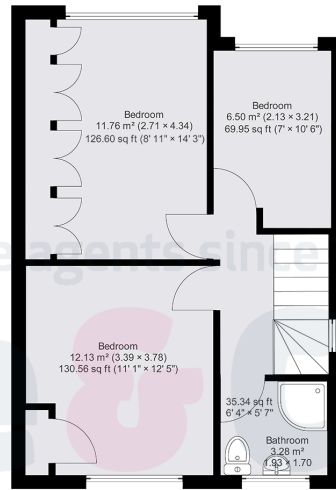 Bedroom
11.76 m² (2.71 × 4.34)
126.60 sq ft (8' 11" × 14' 3")
Bedroom
6.50 m² (2.13 × 3.21)
69.95 sq ft (7' × 10' 6")
e agents since
Bedroom
12.13 m² (3.39 × 3.78)
130.56 sq ft (11' 1" × 12' 5")
&
35.34 sq ft
6' 4" × 5' 7"
Bathroom
3.28 m²
1.93 × 1.70